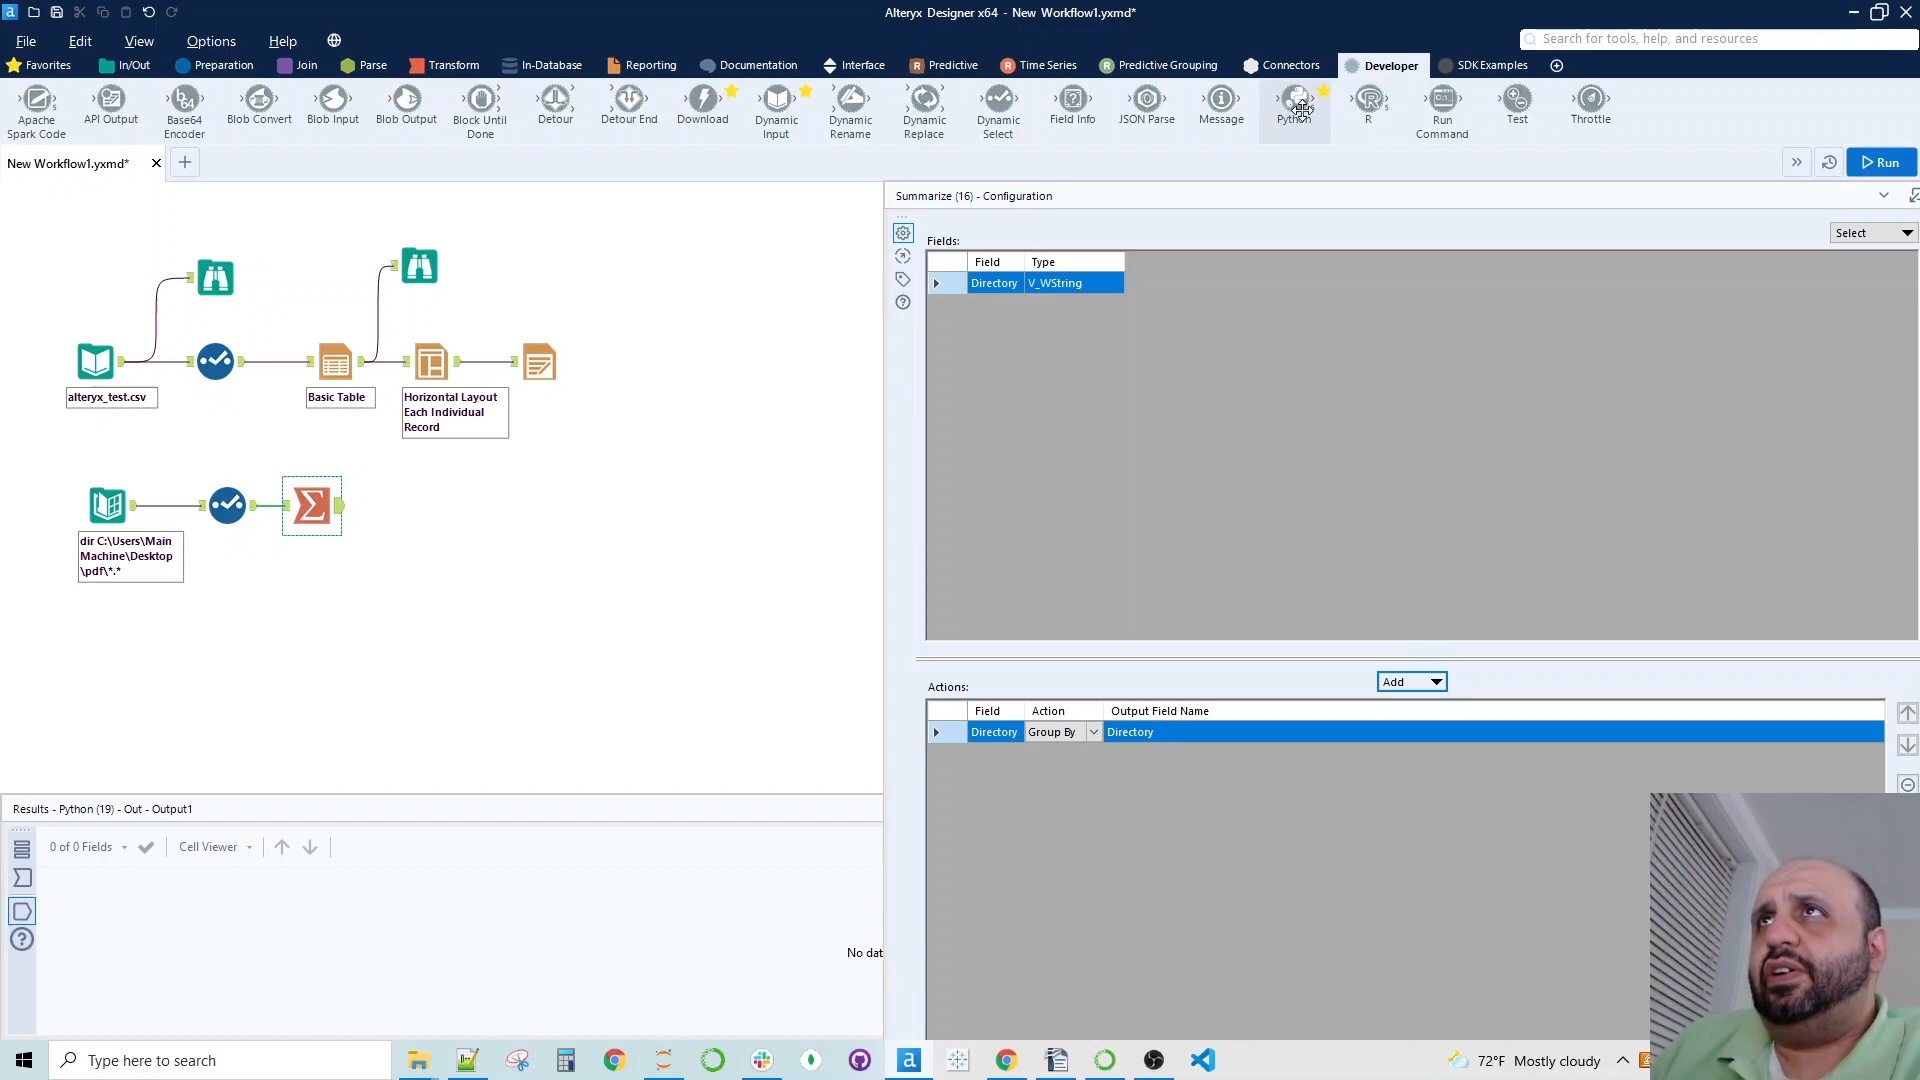 Alteryx Designer x64 - New Workflow1.yxmd*
File Edit View Options Help
Search for tools, help, and resources
Favorites In/Out Preparation Join Parse Transform In-Database Reporting Documentation Interface Predictive Time Series Predictive Grouping Connectors Developer SDK Examples
Apache Spark Code
API Output
Base64 Encoder
Blob Convert
Blob Input
Blob Output
Block Until Done
Detour
Detour End
Download
Dynamic Input
Dynamic Rename
Dynamic Replace
Dynamic Select
Field Info
JSON Parse
Message
Python
R
Run Command
Test
Throttle
New Workflow1.yxmd*
Run
Summarize (16) - Configuration
Fields:
Select
Field Type
Directory V_WString
alteryx_test.csv
Basic Table
Horizontal Layout
Each Individual
Record
dir C:\Users\Main
Machine\Desktop
\pdf\*.*
Actions:
Add
Field Action Output Field Name
Directory Group By Directory
Results - Python (19) - Out - Output1
0 of 0 Fields Cell Viewer
No dat
Type here to search
72°F Mostly cloudy